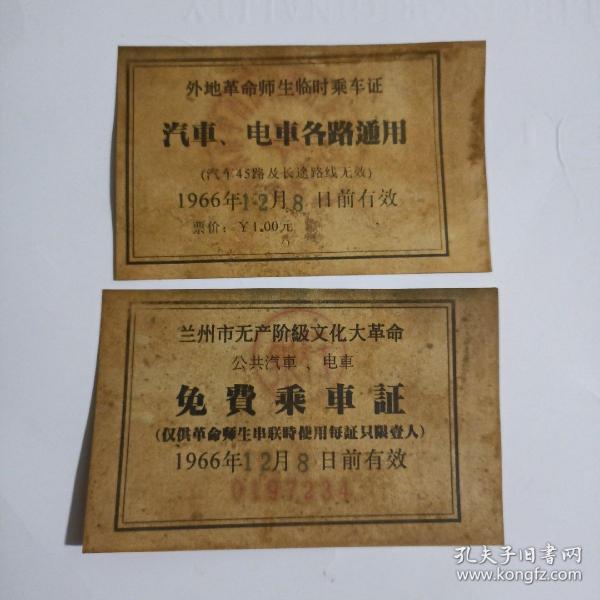 外地革命师生临时乘车证
汽車、电車各路通用
(汽车45路及长途路线无效)
1966年12月8日前有效
票价：￥1.00元
兰州市无产阶級文化大革命
公共汽車、电車
免費乘車証
(仅供革命师生串联時使用每証只限壹人)
1966年12月8日前有效
0197234
孔夫子旧書网
www.kongfz.com